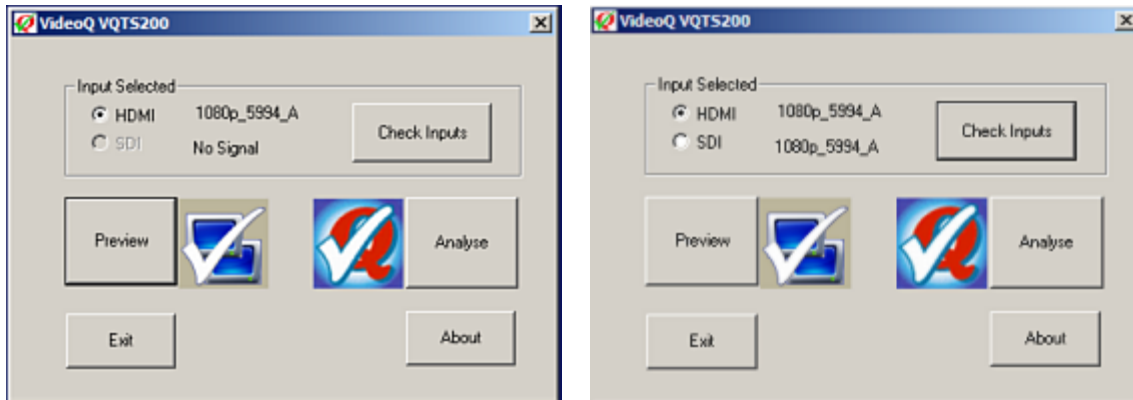 VideoQ VQTS200
Input Selected
HDMI 1080p_5994_A
SDI No Signal
Check Inputs
Preview
Analyse
Exit
About
VideoQ VQTS200
Input Selected
HDMI 1080p_5994_A
SDI 1080p_5994_A
Check Inputs
Preview
Analyse
Exit
About